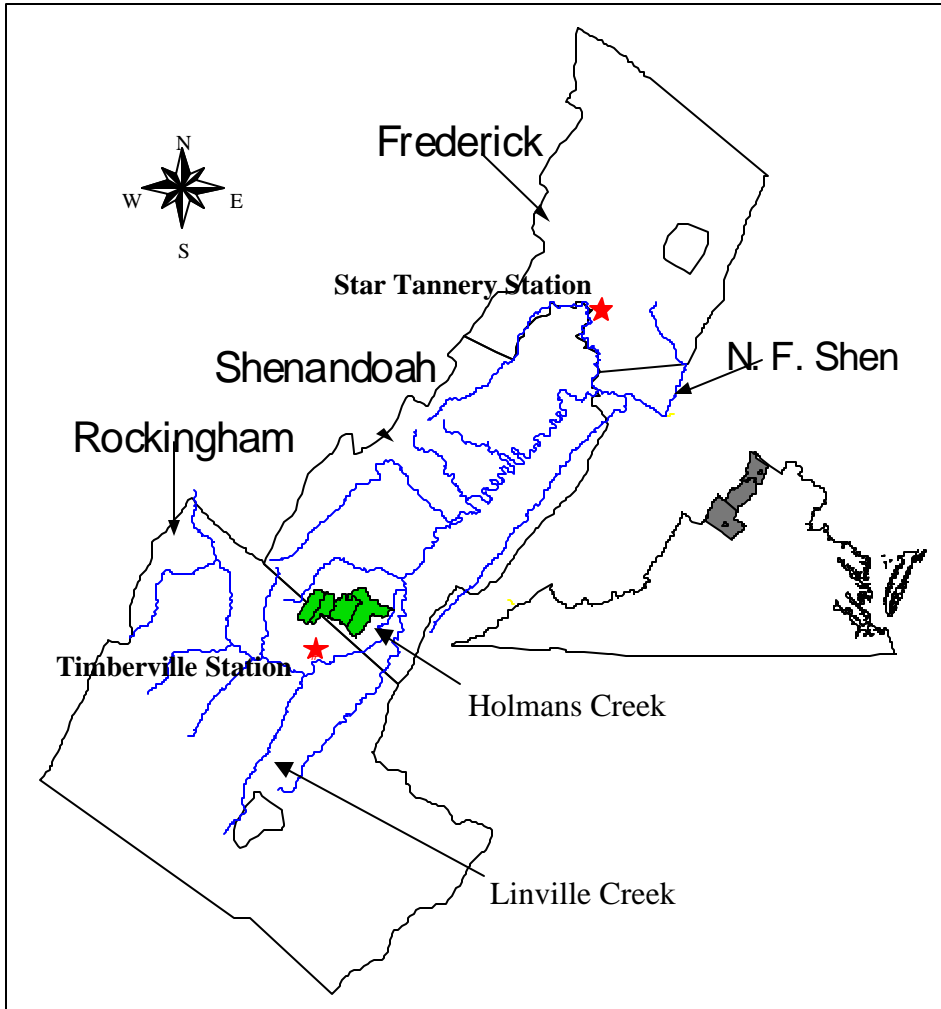 Frederick
N
W
E
S
Star Tannery Station
Shenandoah
N. F. Shen
Rockingham
Timberville Station
Holmans Creek
Linville Creek